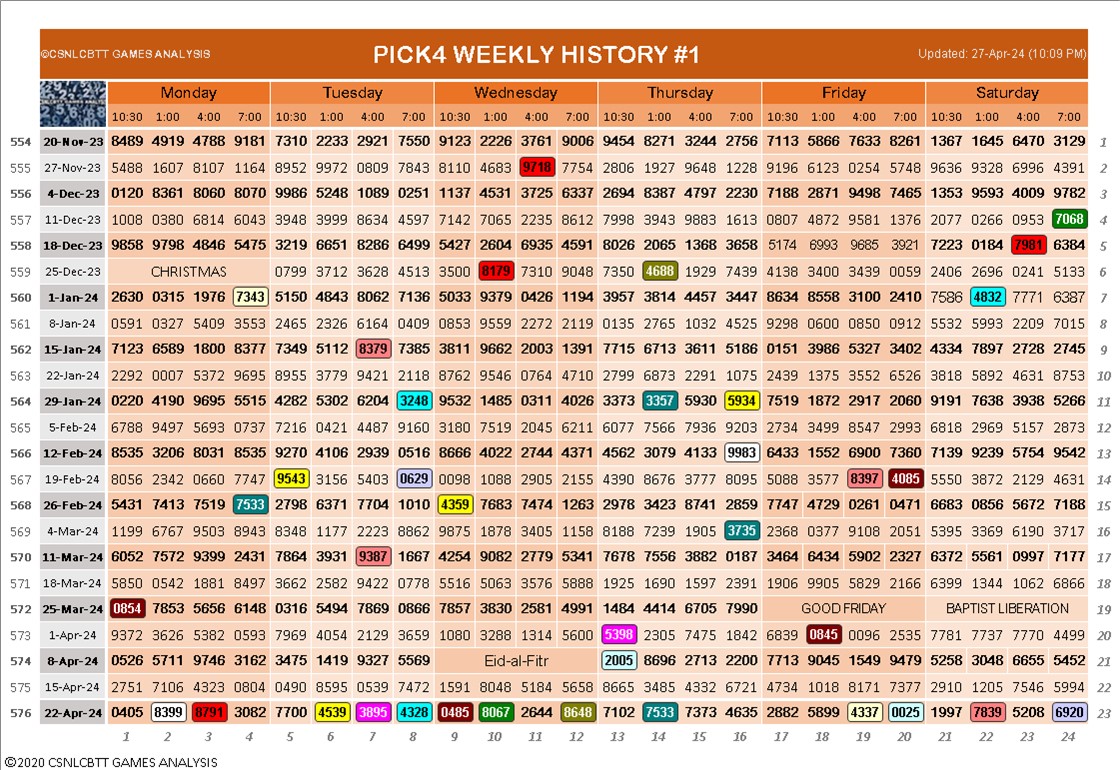 ©CSNLCBTT GAMES ANALYSIS PICK4 WEEKLY HISTORY #1 Updated: 27-Apr-24 (10:09 PM)
Monday Tuesday Wednesday Thursday Friday Saturday
10:30 1:00 4:00 7:00 10:30 1:00 4:00 7:00 10:30 1:00 4:00 7:00 10:30 1:00 4:00 7:00 10:30 1:00 4:00 7:00 10:30 1:00 4:00 7:00
554 20-Nov-23 8489 4919 4788 9181 7310 2233 2921 7550 9123 2226 3761 9006 9454 8271 3244 2756 7113 5866 7633 8261 1367 1645 6470 3129 1
555 27-Nov-23 5488 1607 8107 1164 8952 9972 0809 7843 8110 4683 9718 7754 2806 1927 9648 1228 9196 6123 0254 5748 9636 9328 6996 4391 2
556 4-Dec-23 0120 8361 8060 8070 9986 5248 1089 0251 1137 4531 3725 6337 2694 8387 4797 2230 7188 2871 9498 7465 1353 9593 4009 9782 3
557 11-Dec-23 1008 0380 6814 6043 3948 3999 8634 4597 7142 7065 2235 8612 7998 3943 9883 1613 0807 4872 9581 1376 2077 0266 0953 7068 4
558 18-Dec-23 9858 9798 4846 5475 3219 6651 8286 6499 5427 2604 6935 4591 8026 2065 1368 3658 5174 6993 9685 3921 7223 0184 7981 6384 5
559 25-Dec-23 CHRISTMAS 0799 3712 3628 4513 3500 8179 7310 9048 7350 4688 1929 7439 4138 3400 3439 0059 2406 2696 0241 5133 6
560 1-Jan-24 2630 0315 1976 7343 5150 4843 8062 7136 5033 9379 0426 1194 3957 3814 4457 3447 8634 8558 3100 2410 7586 4832 7771 6387 7
561 8-Jan-24 0591 0327 5409 3553 2465 2326 6164 0409 0853 9559 2272 2119 0135 2765 1032 4525 9298 0600 0850 0912 5532 5993 2209 7015 8
562 15-Jan-24 7123 6589 1800 8377 7349 5112 8379 7385 3811 9662 2003 1391 7715 6713 3611 5186 0151 3986 5327 3402 4334 7897 2728 2745 9
563 22-Jan-24 2292 0007 5372 9695 8955 3779 9421 2118 8762 9546 0764 4710 2799 6873 2291 1075 2439 1375 3552 6526 3818 5892 4631 8753 10
564 29-Jan-24 0220 4190 9695 5515 4282 5302 6204 3248 9532 1485 0311 4026 3373 3357 5930 5934 7519 1872 2917 2060 9191 7638 3938 5266 11
565 5-Feb-24 6788 9497 5693 0737 7216 0421 4487 9160 3180 7519 2045 6211 6077 7566 7936 9203 2734 3499 8547 2993 6818 2969 5157 2873 12
566 12-Feb-24 8535 3206 8031 8535 9270 4106 2939 0516 8666 4022 2744 4371 4562 3079 4133 9983 6433 1552 6900 7360 7139 9239 5754 9542 13
567 19-Feb-24 8056 2342 0660 7747 9543 3156 5403 0629 0098 1088 2905 2155 4390 8676 3777 8095 5088 3577 8397 4085 5550 3872 2129 4631 14
568 26-Feb-24 5431 7413 7519 7533 2798 6371 7704 1010 4359 7683 7474 1263 2978 3423 8741 2859 7747 4729 0261 0471 6683 0856 5672 7188 15
569 4-Mar-24 1199 6767 9503 8943 8348 1177 2223 8862 9875 1878 3405 1158 8188 7239 1905 3735 2368 0377 9108 2051 5395 3369 6190 3717 16
570 11-Mar-24 6052 7572 9399 2431 7864 3931 9387 1667 4254 9082 2779 5341 7678 7556 3882 0187 3464 6434 5902 2327 6372 5561 0997 7177 17
571 18-Mar-24 5850 0542 1881 8497 3662 2582 9422 0778 5516 5063 3576 5888 1925 1690 1597 2391 1906 9905 5829 2166 6399 1344 1062 6866 18
572 25-Mar-24 0854 7853 5656 6148 0316 5494 7869 0866 7857 3830 2581 4991 1484 4414 6705 7990 GOOD FRIDAY BAPTIST LIBERATION 19
573 1-Apr-24 9372 3626 5382 0593 7969 4054 2129 3659 1080 3288 1314 5600 5398 2305 7475 1842 6839 0845 0096 2535 7781 7737 7770 4499 20
574 8-Apr-24 0526 5711 9746 3162 3475 1419 9327 5569 Eid-al-Fitr 2005 8696 2713 2200 7713 9045 1549 9479 5258 3048 6655 5452 21
575 15-Apr-24 2751 7106 4323 0804 0490 8595 0539 7472 1591 8048 5184 5658 8665 3485 4332 6721 4734 1018 8171 7377 2910 1205 7546 5994 22
576 22-Apr-24 0405 8399 8791 3082 7700 4539 3895 4328 0485 8067 2644 8648 7102 7533 7373 4635 2882 5899 4337 0025 1997 7839 5208 6920 23
1 2 3 4 5 6 7 8 9 10 11 12 13 14 15 16 17 18 19 20 21 22 23 24
©2020 CSNLCBTT GAMES ANALYSIS